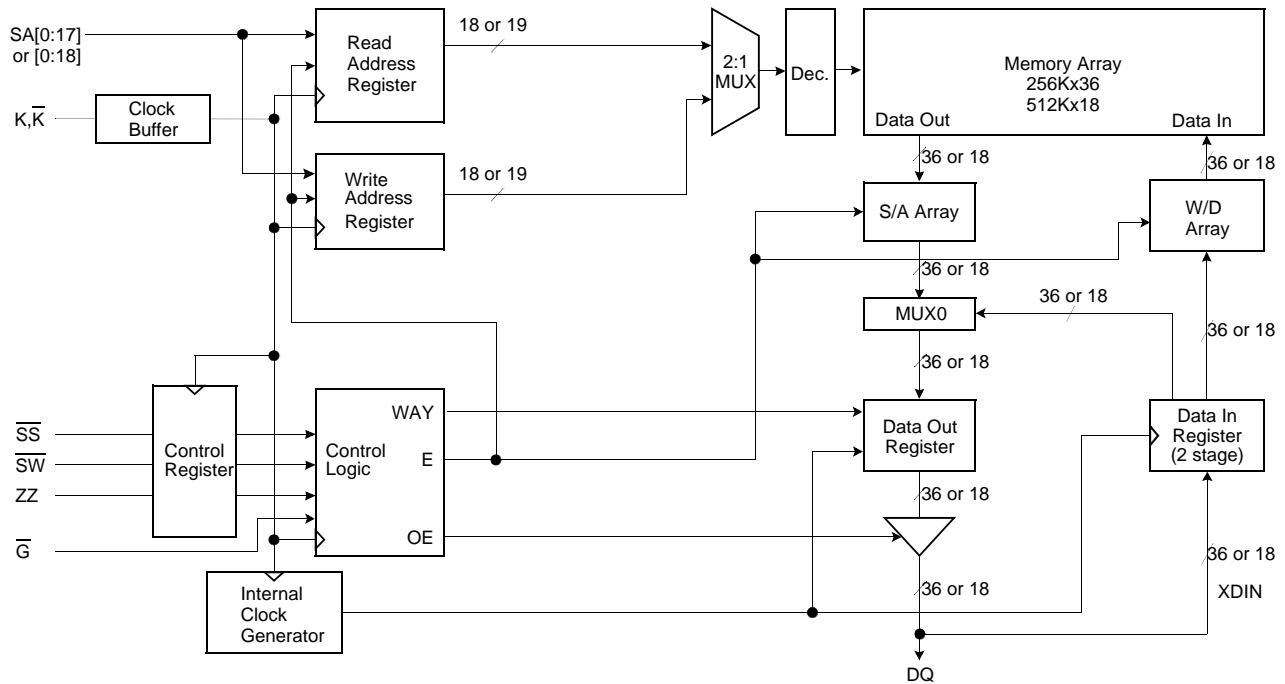 SA[0:17]
or [0:18]
K,K̅
Clock
Buffer
Read
Address
Register
18 or 19
Write
Address
Register
18 or 19
2:1
MUX
Dec.
Memory Array
256Kx36
512Kx18
Data Out
Data In
36 or 18
36 or 18
S/A Array
W/D
Array
36 or 18
MUX0
36 or 18
36 or 18
36 or 18
S̅S̅
S̅W̅
ZZ
G̅
Control
Register
Control
Logic
WAY
E
OE
Data Out
Register
Data In
Register
(2 stage)
36 or 18
36 or 18
XDIN
Internal
Clock
Generator
36 or 18
DQ